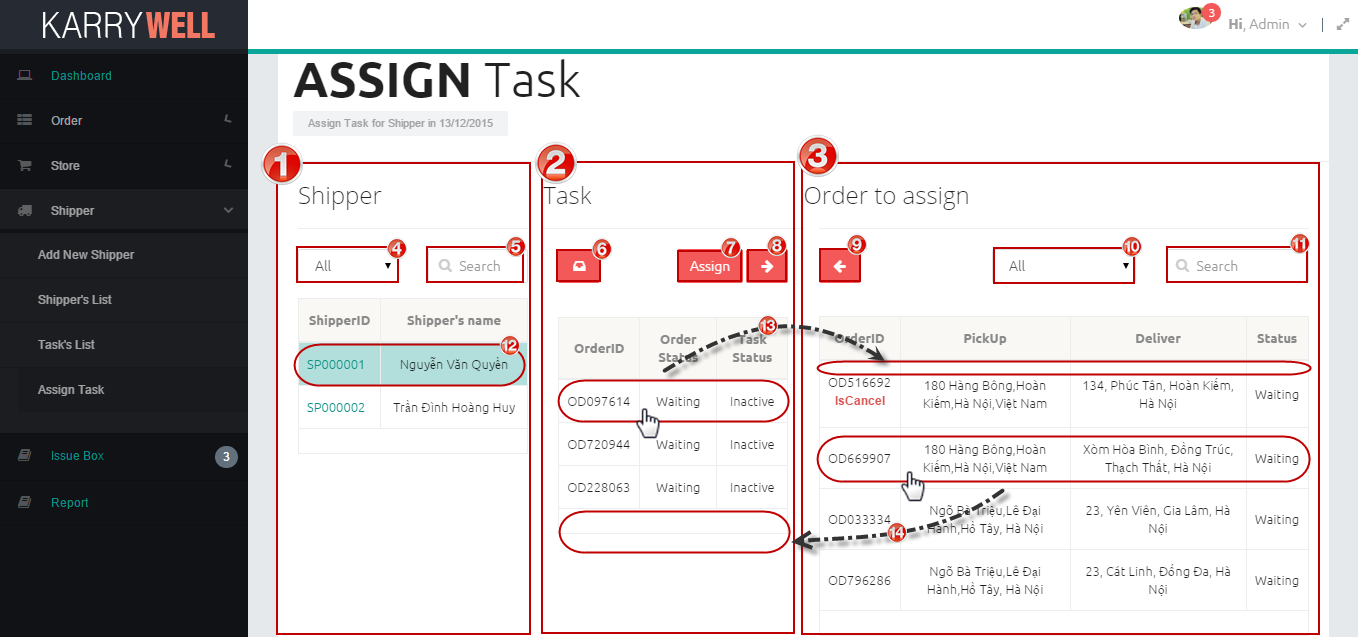 KARRYWELL
3
Hi, Admin
Dashboard
Order
Store
Shipper
Add New Shipper
Shipper's List
Task's List
Assign Task
Issue Box
3
Report
ASSIGN Task
Assign Task for Shipper in 13/12/2015
1
Shipper
4
All
5
Search
ShipperID
Shipper's name
12
SP000001
Nguyễn Văn Quyền
SP000002
Trần Đình Hoàng Huy
2
Task
6
7
Assign
8
OrderID
Order
Status
Task
Status
13
OD097614
Waiting
Inactive
OD720944
Waiting
Inactive
OD228063
Waiting
Inactive
3
Order to assign
9
10
All
11
Search
OrderID
PickUp
Deliver
Status
OD516692
IsCancel
180 Hàng Bông,Hoàn
Kiếm,Hà Nội,Việt Nam
134, Phúc Tân, Hoàn Kiếm,
Hà Nội
Waiting
OD669907
180 Hàng Bông,Hoàn
Kiếm,Hà Nội,Việt Nam
Xòm Hòa Bình, Đồng Trúc,
Thạch Thất, Hà Nội
Waiting
14
OD033334
Ngõ Bà Triệu,Lê Đại
Hành,Hồ Tây, Hà Nội
23, Yên Viên, Gia Lâm, Hà
Nội
Waiting
OD796286
Ngõ Bà Triệu,Lê Đại
Hành,Hồ Tây, Hà Nội
23, Cát Linh, Đống Đa, Hà
Nội
Waiting